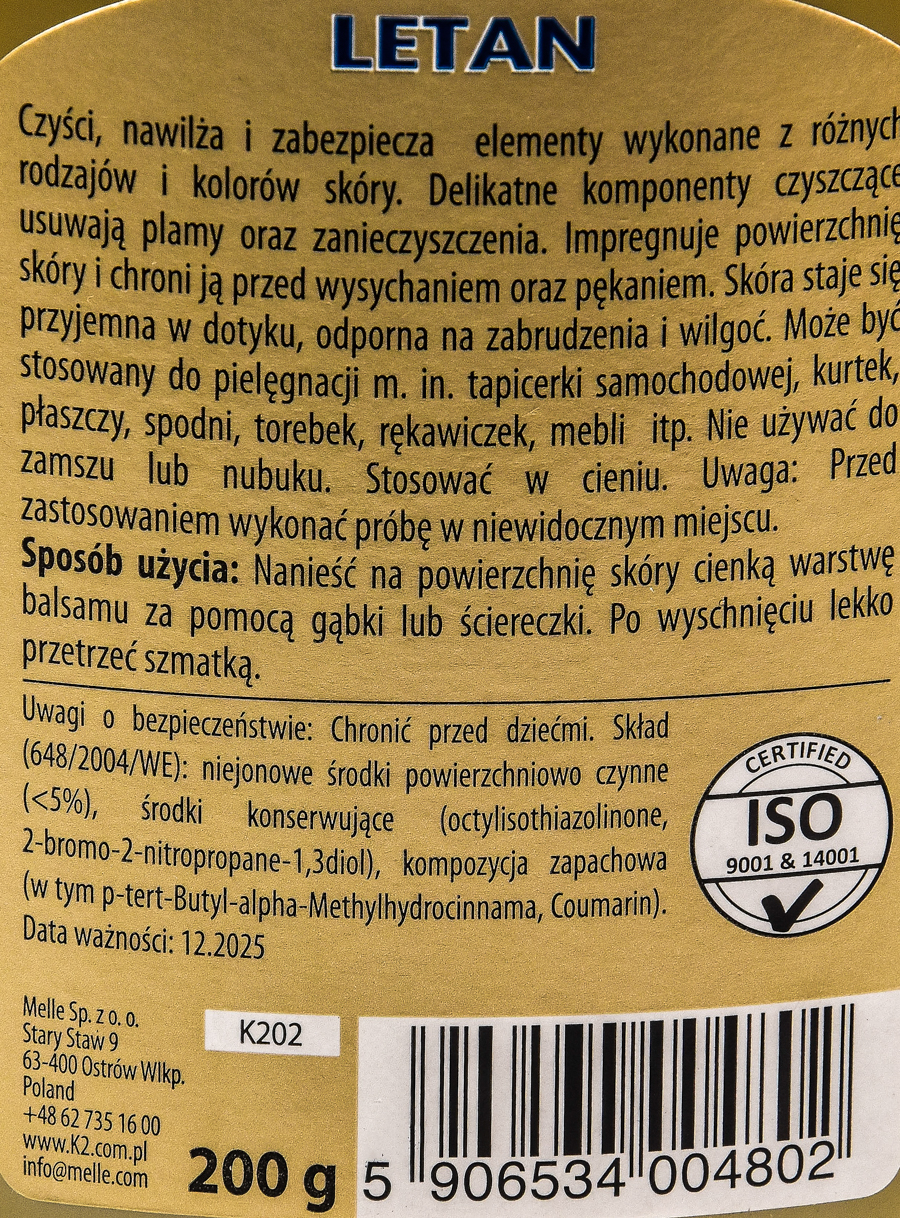 LETAN
Czyści, nawilża i zabezpiecza elementy wykonane z różnych
rodzajów i kolorów skóry. Delikatne komponenty czyszczące
usuwają plamy oraz zanieczyszczenia. Impregnuje powierzchnię
skóry i chroni ją przed wysychaniem oraz pękaniem. Skóra staje się
przyjemna w dotyku, odporna na zabrudzenia i wilgoć. Może być
stosowany do pielęgnacji m. in. tapicerki samochodowej, kurtek,
płaszczy, spodni, torebek, rękawiczek, mebli itp. Nie używać do
zamszu lub nubuku. Stosować w cieniu. Uwaga: Przed
zastosowaniem wykonać próbę w niewidocznym miejscu.
Sposób użycia: Nanieść na powierzchnię skóry cienką warstwę
balsamu za pomocą gąbki lub ściereczki. Po wyschnięciu lekko
przetrzeć szmatką.
Uwagi o bezpieczeństwie: Chronić przed dziećmi. Skład
(648/2004/WE): niejonowe środki powierzchniowo czynne
(<5%), środki konserwujące (octylisothiazolinone,
2-bromo-2-nitropropane-1,3diol), kompozycja zapachowa
(w tym p-tert-Butyl-alpha-Methylhydrocinnama, Coumarin).
Data ważności: 12.2025
CERTIFIED
ISO
9001 & 14001
Melle Sp. z o. o.
Stary Staw 9
63-400 Ostrów Wlkp.
Poland
+48 62 735 16 00
www.K2.com.pl
info@melle.com
K202
200 g
5 906534 004802